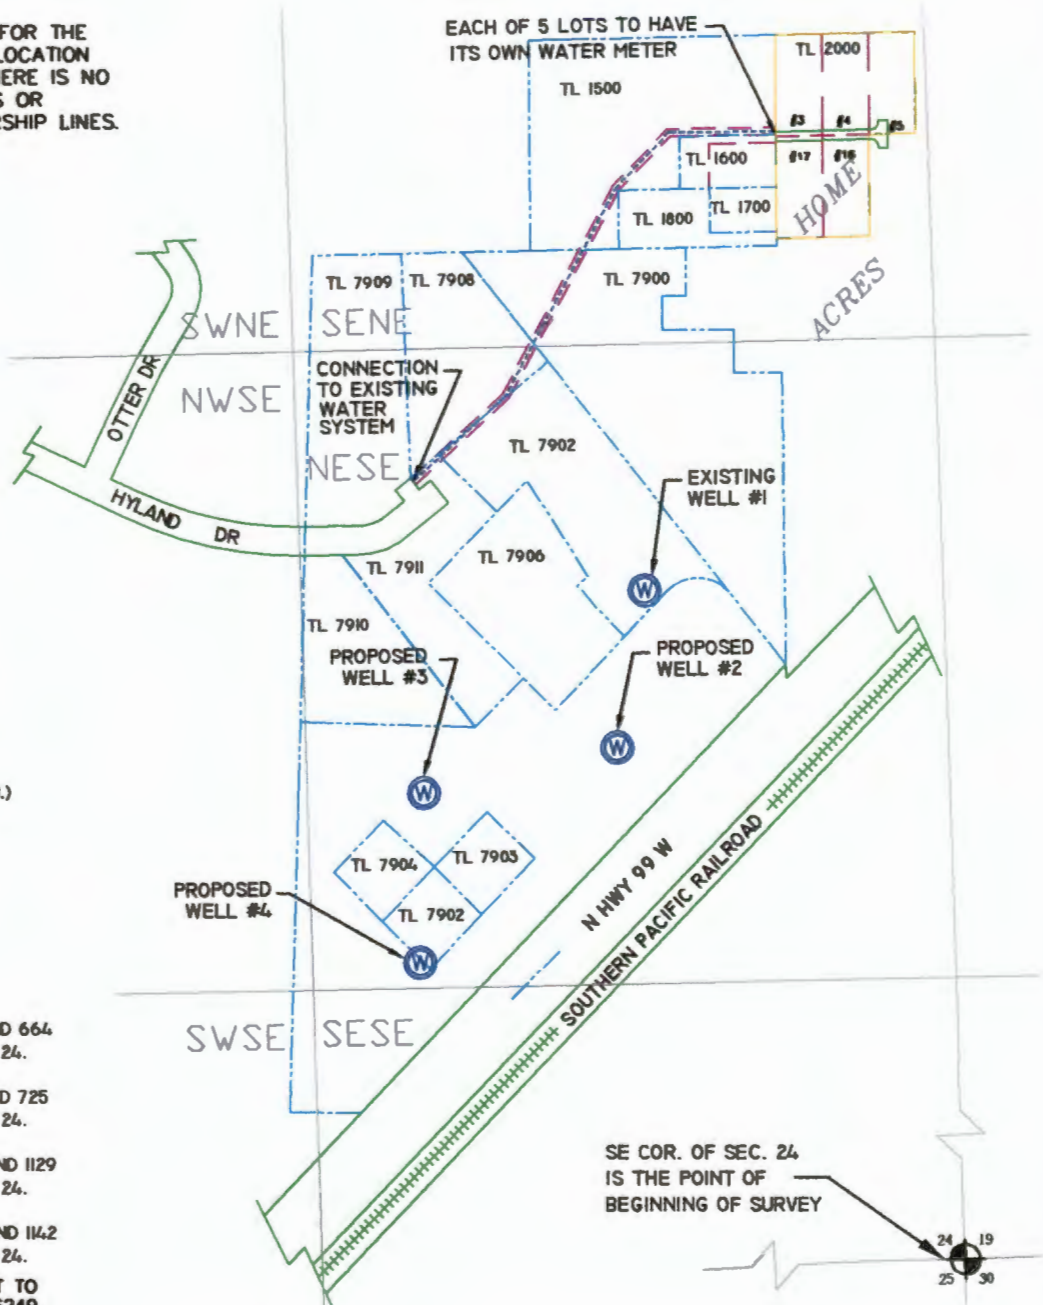 FOR THE
LOCATION
ERE IS NO
S OR
RSHIP LINES.
EACH OF 5 LOTS TO HAVE
ITS OWN WATER METER
TL 2000
TL 1500
#3 #4 #5
TL 1600
#17 #16
HOME
ACRES
TL 1800
TL 1700
TL 7909
TL 7908
TL 7900
SWNE
SENE
OTTER DR
NWSE
CONNECTION
TO EXISTING
WATER
SYSTEM
NESE
TL 7902
EXISTING
WELL #1
W
HYLAND DR
TL 7911
TL 7906
TL 7910
PROPOSED
WELL #3
PROPOSED
WELL #2
W
W
.)
TL 7904
TL 7903
TL 7902
PROPOSED
WELL #4
W
N HWY 99 W
SOUTHERN PACIFIC RAILROAD
SWSE
SESE
D 664
24.
D 725
24.
ND 1129
24.
ND 1142
24.
T TO
SE COR. OF SEC. 24
IS THE POINT OF
BEGINNING OF SURVEY
24 19
25 30